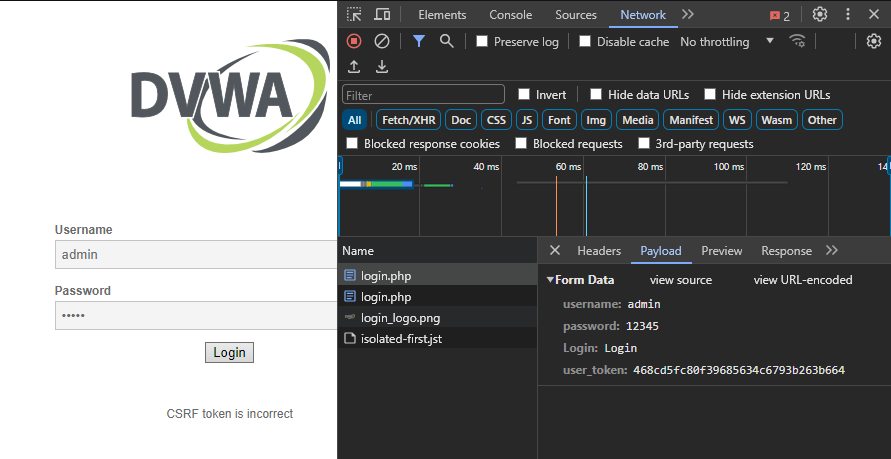 DVWA
Username
admin
Password
•••••
Login
CSRF token is incorrect
Elements Console Sources Network 2
Preserve log Disable cache No throttling
Filter Invert Hide data URLs Hide extension URLs
All Fetch/XHR Doc CSS JS Font Img Media Manifest WS Wasm Other
Blocked response cookies Blocked requests 3rd-party requests
20 ms 40 ms 60 ms 80 ms 100 ms 120 ms 14
Name Headers Payload Preview Response
login.php
login.php
login_logo.png
isolated-first.jst
Form Data view source view URL-encoded
username: admin
password: 12345
Login: Login
user_token: 468cd5fc80f39685634c6793b263b664